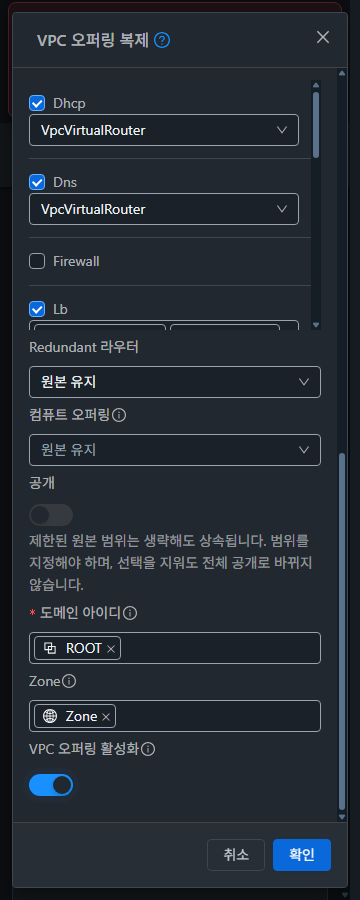 VPC 오퍼링 복제
Dhcp
VpcVirtualRouter
Dns
VpcVirtualRouter
Firewall
Lb
Redundant 라우터
원본 유지
컴퓨트 오퍼링
원본 유지
공개
제한된 원본 범위는 생략해도 상속됩니다. 범위를
지정해야 하며, 선택을 지워도 전체 공개로 바뀌지
않습니다.
* 도메인 아이디
ROOT
Zone
Zone
VPC 오퍼링 활성화
취소
확인